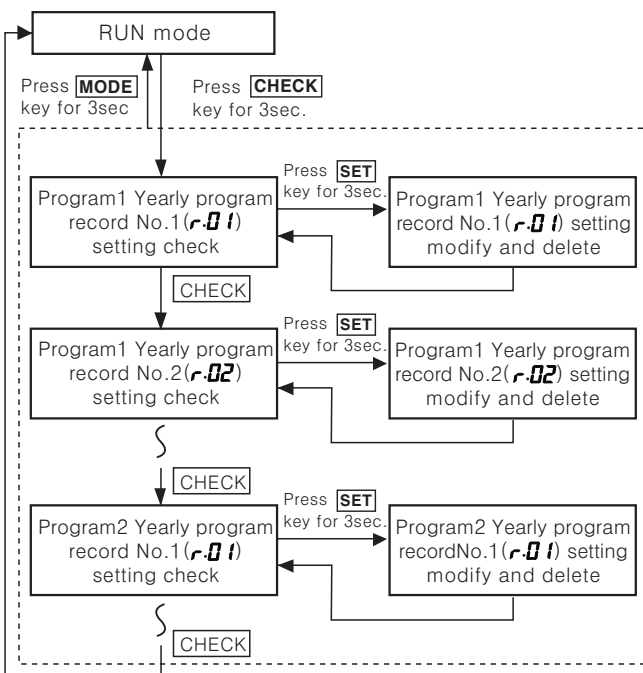 RUN mode
Press MODE
key for 3sec
Press CHECK
key for 3sec.
Program1 Yearly program
record No.1(r.01)
setting check
Press SET
key for 3sec.
Program1 Yearly program
record No.1(r.01) setting
modify and delete
CHECK
Program1 Yearly program
record No.2(r.02)
setting check
Press SET
key for 3sec.
Program1 Yearly program
record No.2(r.02) setting
modify and delete
CHECK
Program2 Yearly program
record No.1(r.01)
setting check
Press SET
key for 3sec.
Program2 Yearly program
recordNo.1(r.01) setting
modify and delete
CHECK